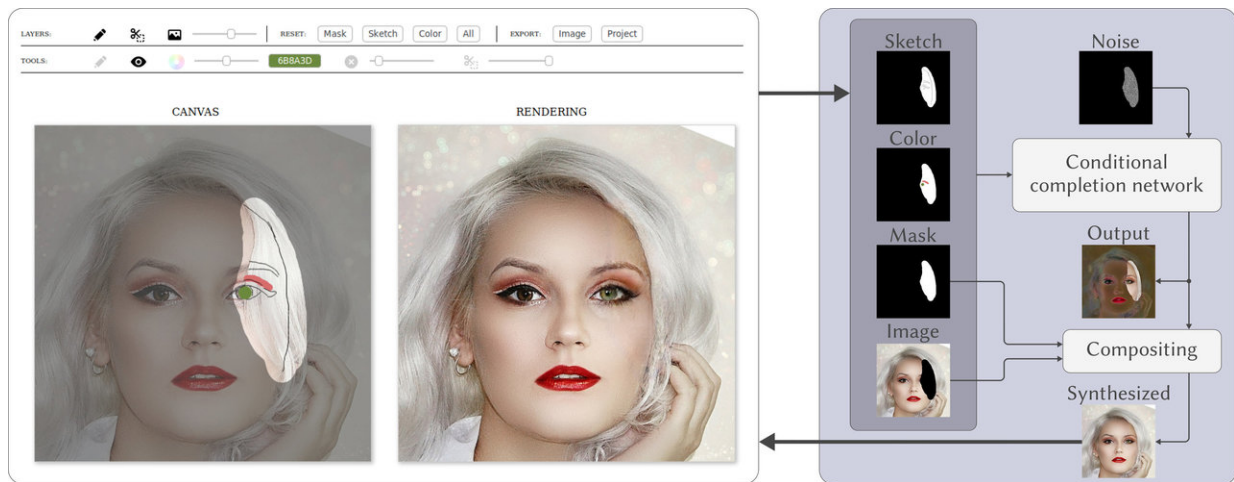 LAYERS: RESET: Mask Sketch Color All EXPORT: Image Project
TOOLS: 6B8A3D
CANVAS RENDERING
Sketch
Noise
Color
Conditional
completion network
Mask
Output
Image
Compositing
Synthesized